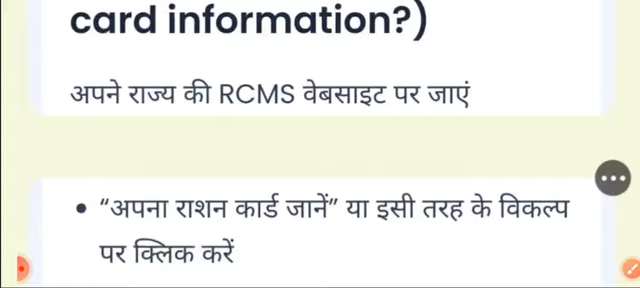 card information?)
अपने राज्य की RCMS वेबसाइट पर जाएं
• “अपना राशन कार्ड जानें” या इसी तरह के विकल्प
पर क्लिक करें